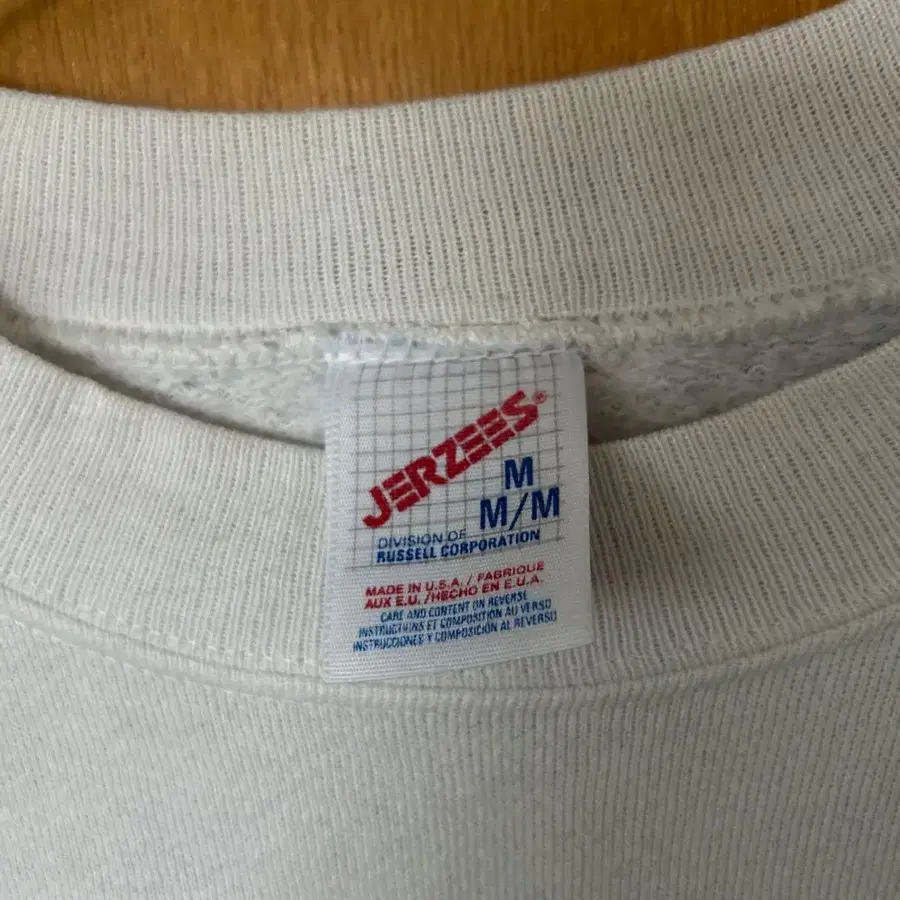 JERZEES®
M
M/M
DIVISION OF
RUSSELL CORPORATION
MADE IN U.S.A. / FABRIQUE
AUX E.U. /HECHO EN E.U.A.
CARE AND CONTENT ON REVERSE
INSTRUCTIONS ET COMPOSITION AU VERSO
INSTRUCCIONES Y COMPOSICIÓN AL REVERSO